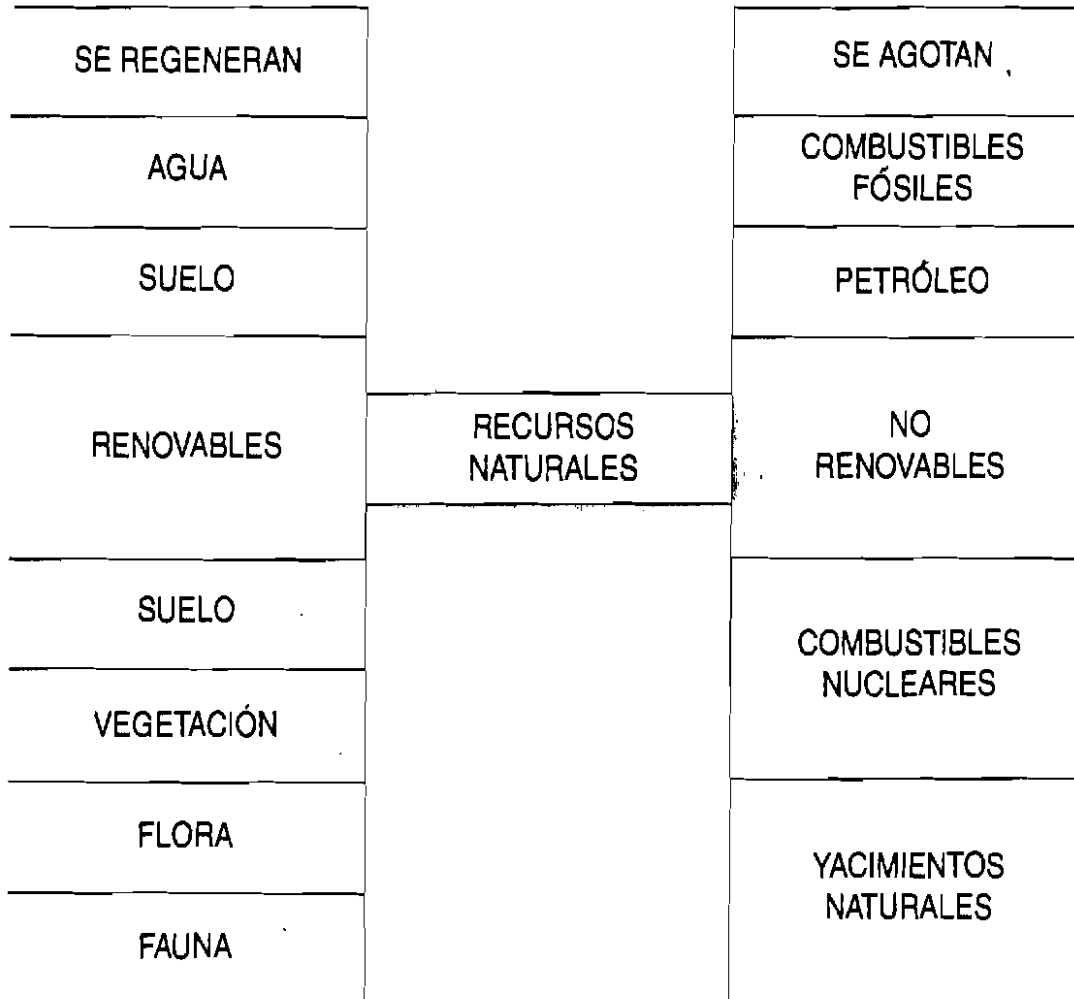 SE REGENERAN
AGUA
SUELO
RENOVABLES
SUELO
VEGETACIÓN
FLORA
FAUNA
RECURSOS
NATURALES
SE AGOTAN
COMBUSTIBLES
FÓSILES
PETRÓLEO
NO
RENOVABLES
COMBUSTIBLES
NUCLEARES
YACIMIENTOS
NATURALES